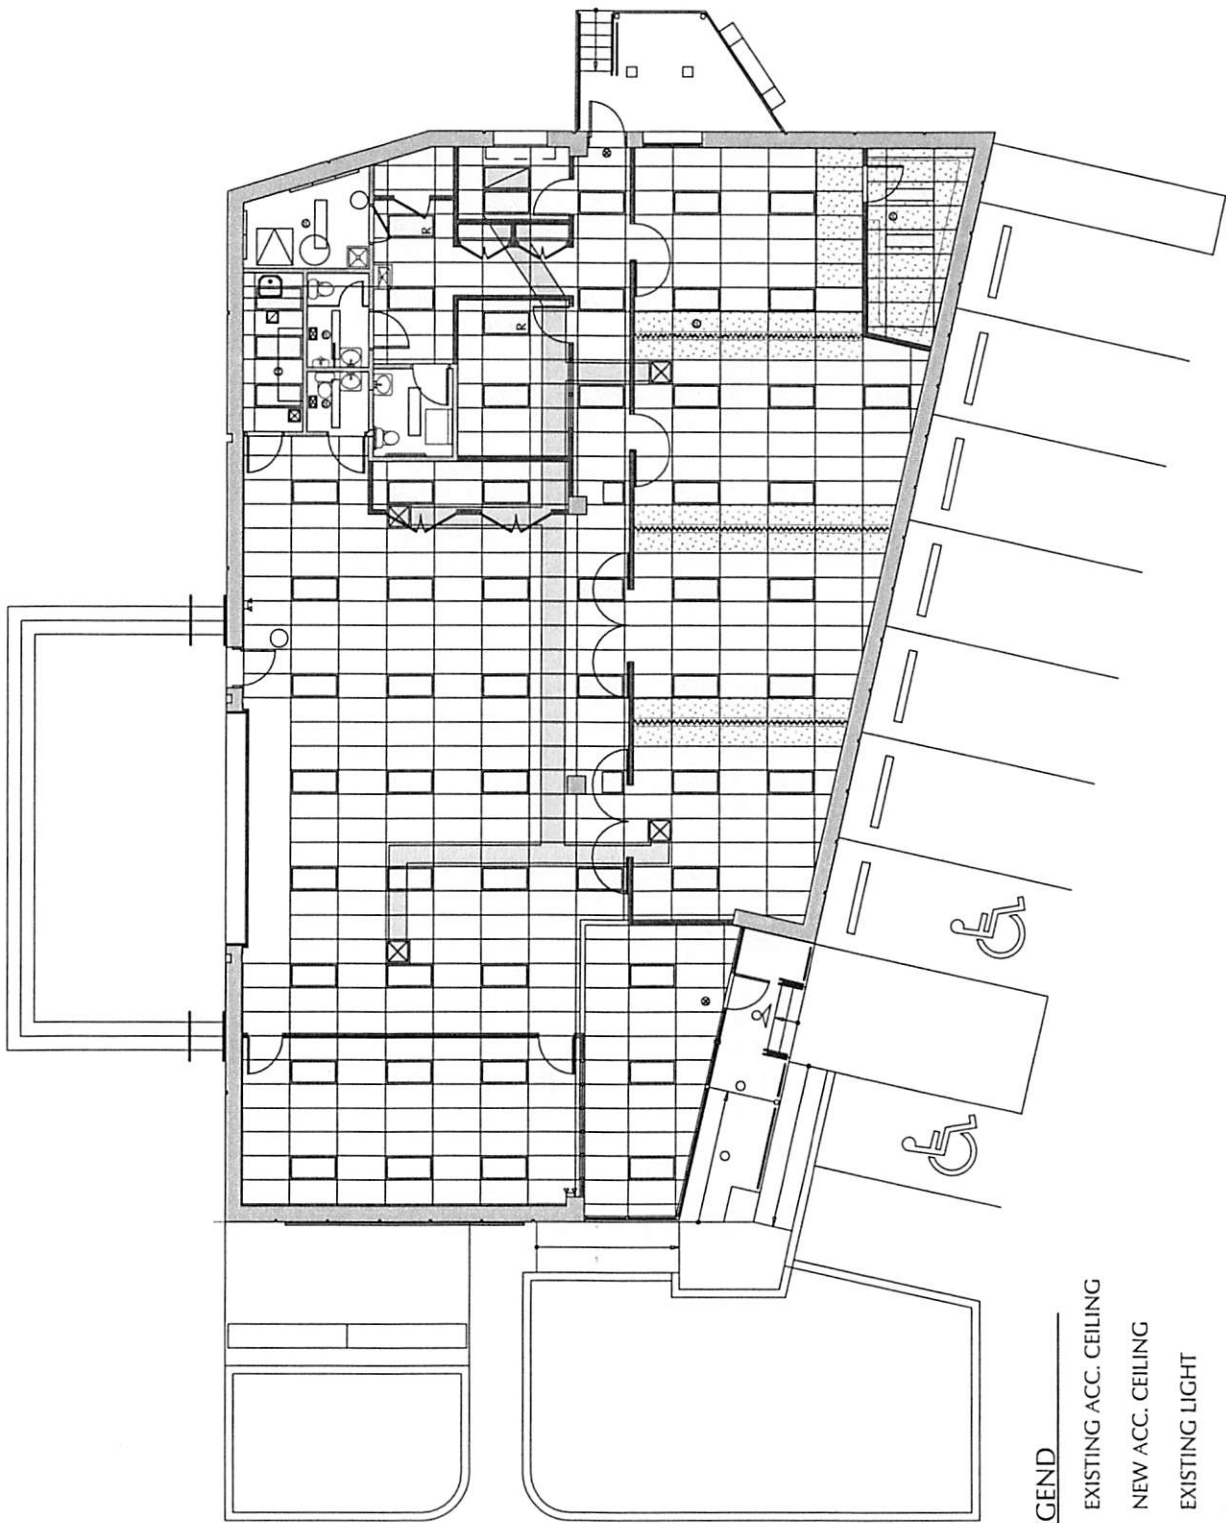 GEND
EXISTING ACC. CEILING
NEW ACC. CEILING
EXISTING LIGHT
R
R